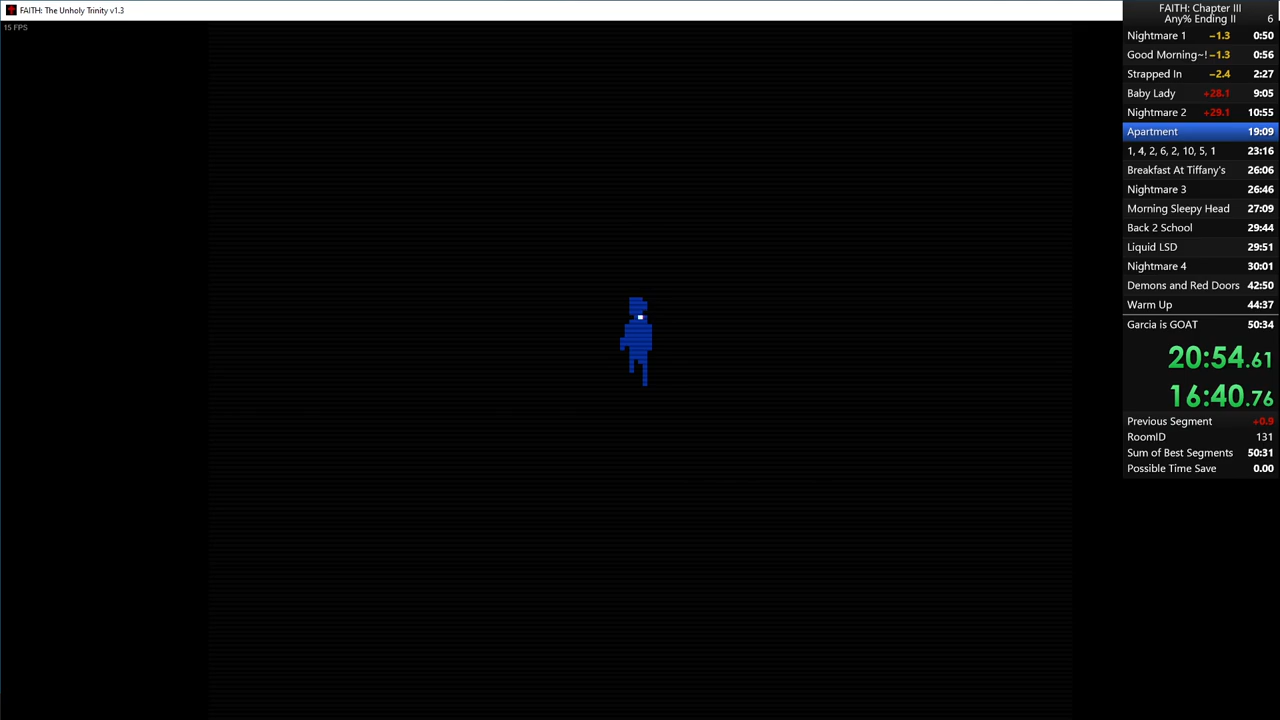 FAITH: The Unholy Trinity v1.3
15 FPS
FAITH: Chapter III
Any% Ending II 6
Nightmare 1 −1.3 0:50
Good Morning~! −1.3 0:56
Strapped In −2.4 2:27
Baby Lady +28.1 9:05
Nightmare 2 +29.1 10:55
Apartment 19:09
1, 4, 2, 6, 2, 10, 5, 1 23:16
Breakfast At Tiffany's 26:06
Nightmare 3 26:46
Morning Sleepy Head 27:09
Back 2 School 29:44
Liquid LSD 29:51
Nightmare 4 30:01
Demons and Red Doors 42:50
Warm Up 44:37
Garcia is GOAT 50:34
20:54.61
16:40.76
Previous Segment +0.9
RoomID 131
Sum of Best Segments 50:31
Possible Time Save 0.00